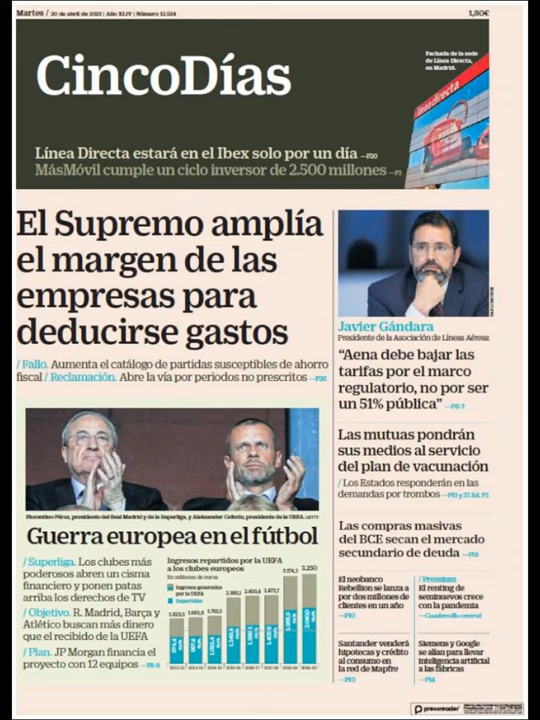 Martes / 20 de abril de 2021 | Año XLIV | Número 12.124
1,80€
CincoDías
Fachada de la sede
de Línea Directa,
en Madrid.
línea directa
Línea Directa estará en el Ibex solo por un día —P20
MásMóvil cumple un ciclo inversor de 2.500 millones —P3
El Supremo amplía
el margen de las
empresas para
deducirse gastos
/ Fallo. Aumenta el catálogo de partidas susceptibles de ahorro
fiscal / Reclamación. Abre la vía por periodos no prescritos
Javier Gándara
Presidente de la Asociación de Líneas Aéreas
“Aena debe bajar las
tarifas por el marco
regulatorio, no por ser
un 51% pública” —P6-7
Las mutuas pondrán
sus medios al servicio
del plan de vacunación
/ Los Estados responderán en las
demandas por trombos
Las compras masivas
del BCE secan el mercado
secundario de deuda
El neobanco
Rebellion se lanza a
por dos millones de
clientes en un año
—P10
/ Premium
El renting de
seminuevos crece
con la pandemia
—Cuadernillo central
Santander venderá
hipotecas y crédito
al consumo en
la red de Mapfre
Siemens y Google
se alían para llevar
inteligencia artificial
a las fábricas
—P14
Florentino Pérez, presidente del Real Madrid y de la Superliga, y Aleksander Ceferin, presidente de la UEFA. GETTY
Guerra europea en el fútbol
/ Superliga. Los clubes más
poderosos abren un cisma
financiero y ponen patas
arriba los derechos de TV
/ Objetivo. R. Madrid, Barça y
Atlético buscan más dinero
que el recibido de la UEFA
/ Plan. JP Morgan financia el
proyecto con 12 equipos —P8-9
Ingresos repartidos por la UEFA
a los clubes europeos
En millones de euros
Ingresos generados
por la UEFA
Repartidos
3.250
pressreader